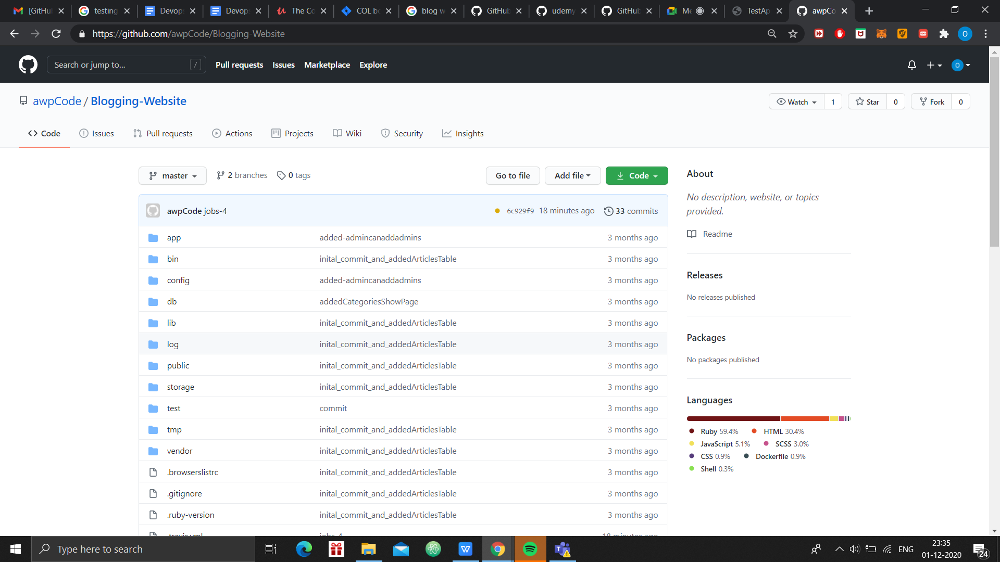 [GitHu
testing
Devop
Devop
The Co
COL bo
blog w
GitHub
udemy
GitHub
Me
TestAp
awpCo
https://github.com/awpCode/Blogging-Website
O
Search or jump to...
/
Pull requests
Issues
Marketplace
Explore
O
awpCode / Blogging-Website
Watch
1
Star
0
Fork
0
Code
Issues
Pull requests
Actions
Projects
Wiki
Security
Insights
master
2 branches
0 tags
Go to file
Add file
Code
awpCode jobs-4
6c929f9 18 minutes ago
33 commits
app added-admincanaddadmins 3 months ago
bin inital_commit_and_addedArticlesTable 3 months ago
config added-admincanaddadmins 3 months ago
db addedCategoriesShowPage 3 months ago
lib inital_commit_and_addedArticlesTable 3 months ago
log inital_commit_and_addedArticlesTable 3 months ago
public inital_commit_and_addedArticlesTable 3 months ago
storage inital_commit_and_addedArticlesTable 3 months ago
test commit 3 months ago
tmp inital_commit_and_addedArticlesTable 3 months ago
vendor inital_commit_and_addedArticlesTable 3 months ago
.browserslistrc inital_commit_and_addedArticlesTable 3 months ago
.gitignore inital_commit_and_addedArticlesTable 3 months ago
.ruby-version inital_commit_and_addedArticlesTable 3 months ago
.travis.yml jobs-4 18 minutes ago
About
No description, website, or topics
provided.
Readme
Releases
No releases published
Packages
No packages published
Languages
Ruby 59.4%
HTML 30.4%
JavaScript 5.1%
SCSS 3.0%
CSS 0.9%
Dockerfile 0.9%
Shell 0.3%
Type here to search
ENG
23:35
01-12-2020
24